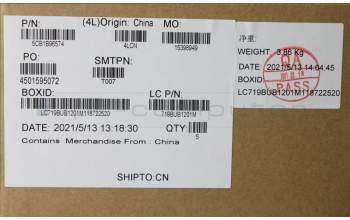 P/N: (4L)Origin: China MO:
5CB1B96574 4LCN 15398949
PO: SMTPN:
4501595072 T007
BOXID: LC P/N:
LC719BUB1201M118722520 719BUB1201M
DATE: 2021/5/13 13:18:30 QTY:
5
Contains Merchandise From : China
SHIPTO.CN
净重:
WEIGHT 3.86 Kg
DATE: 2021/5/13 14:04:45
BOXID:
LC719BUB1201M118722520
QA
PASS